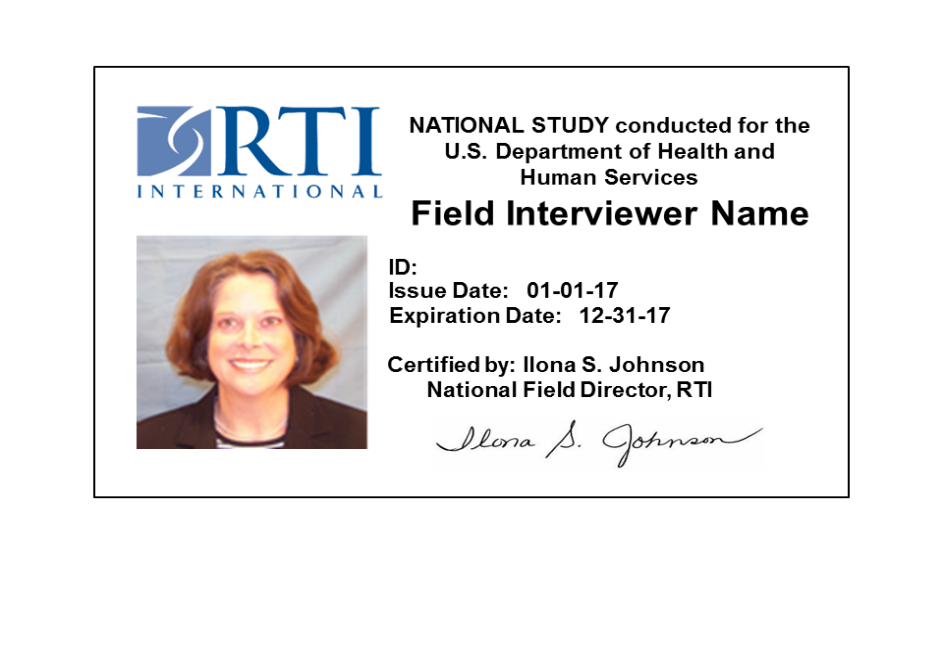 RTI
INTERNATIONAL
NATIONAL STUDY conducted for the
U.S. Department of Health and
Human Services
Field Interviewer Name
ID:
Issue Date: 01-01-17
Expiration Date: 12-31-17
Certified by: Ilona S. Johnson
National Field Director, RTI
Ilona S. Johnson